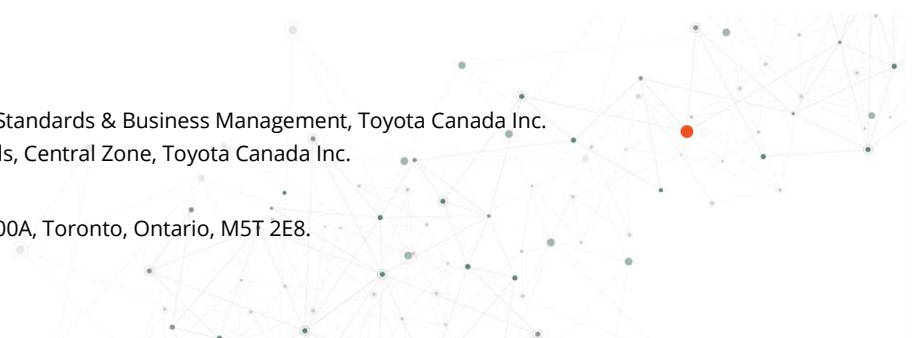 Standards & Business Management, Toyota Canada Inc.
ls, Central Zone, Toyota Canada Inc.
00A, Toronto, Ontario, M5T 2E8.